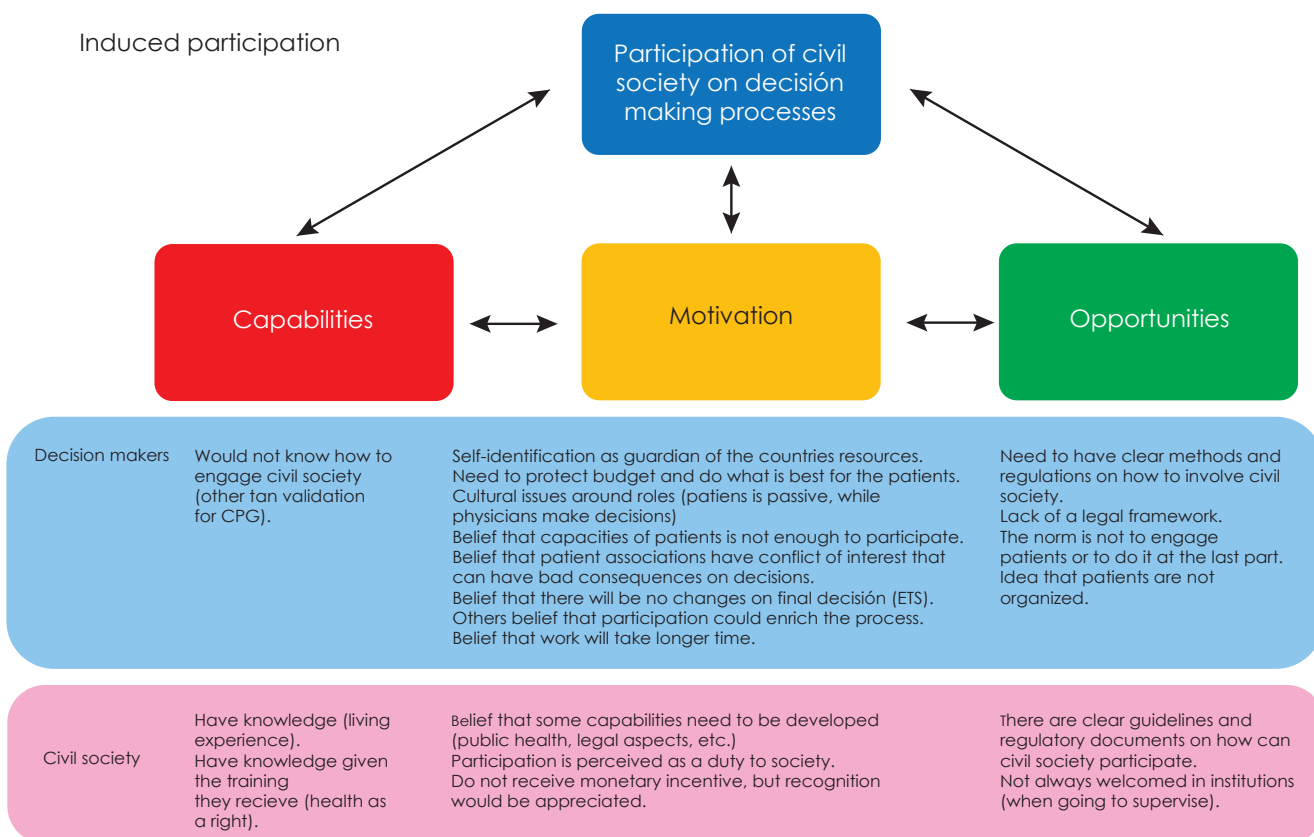 Induced participation
Participation of civil
society on decisión
making processes
Capabilities
Motivation
Opportunities
Decision makers
Would not know how to
engage civil society
(other tan validation
for CPG).
Self-identification as guardian of the countries resources.
Need to protect budget and do what is best for the patients.
Cultural issues around roles (patiens is passive, while
physicians make decisions)
Belief that capacities of patients is not enough to participate.
Belief that patient associations have conflict of interest that
can have bad consequences on decisions.
Belief that there will be no changes on final decisión (ETS).
Others belief that participation could enrich the process.
Belief that work will take longer time.
Need to have clear methods and
regulations on how to involve civil
society.
Lack of a legal framework.
The norm is not to engage
patients or to do it at the last part.
Idea that patients are not
organized.
Civil society
Have knowledge (living
experience).
Have knowledge given
the training
they recieve (health as
a right).
Belief that some capabilities need to be developed
(public health, legal aspects, etc.)
Participation is perceived as a duty to society.
Do not receive monetary incentive, but recognition
would be appreciated.
There are clear guidelines and
regulatory documents on how can
civil society participate.
Not always welcomed in institutions
(when going to supervise).